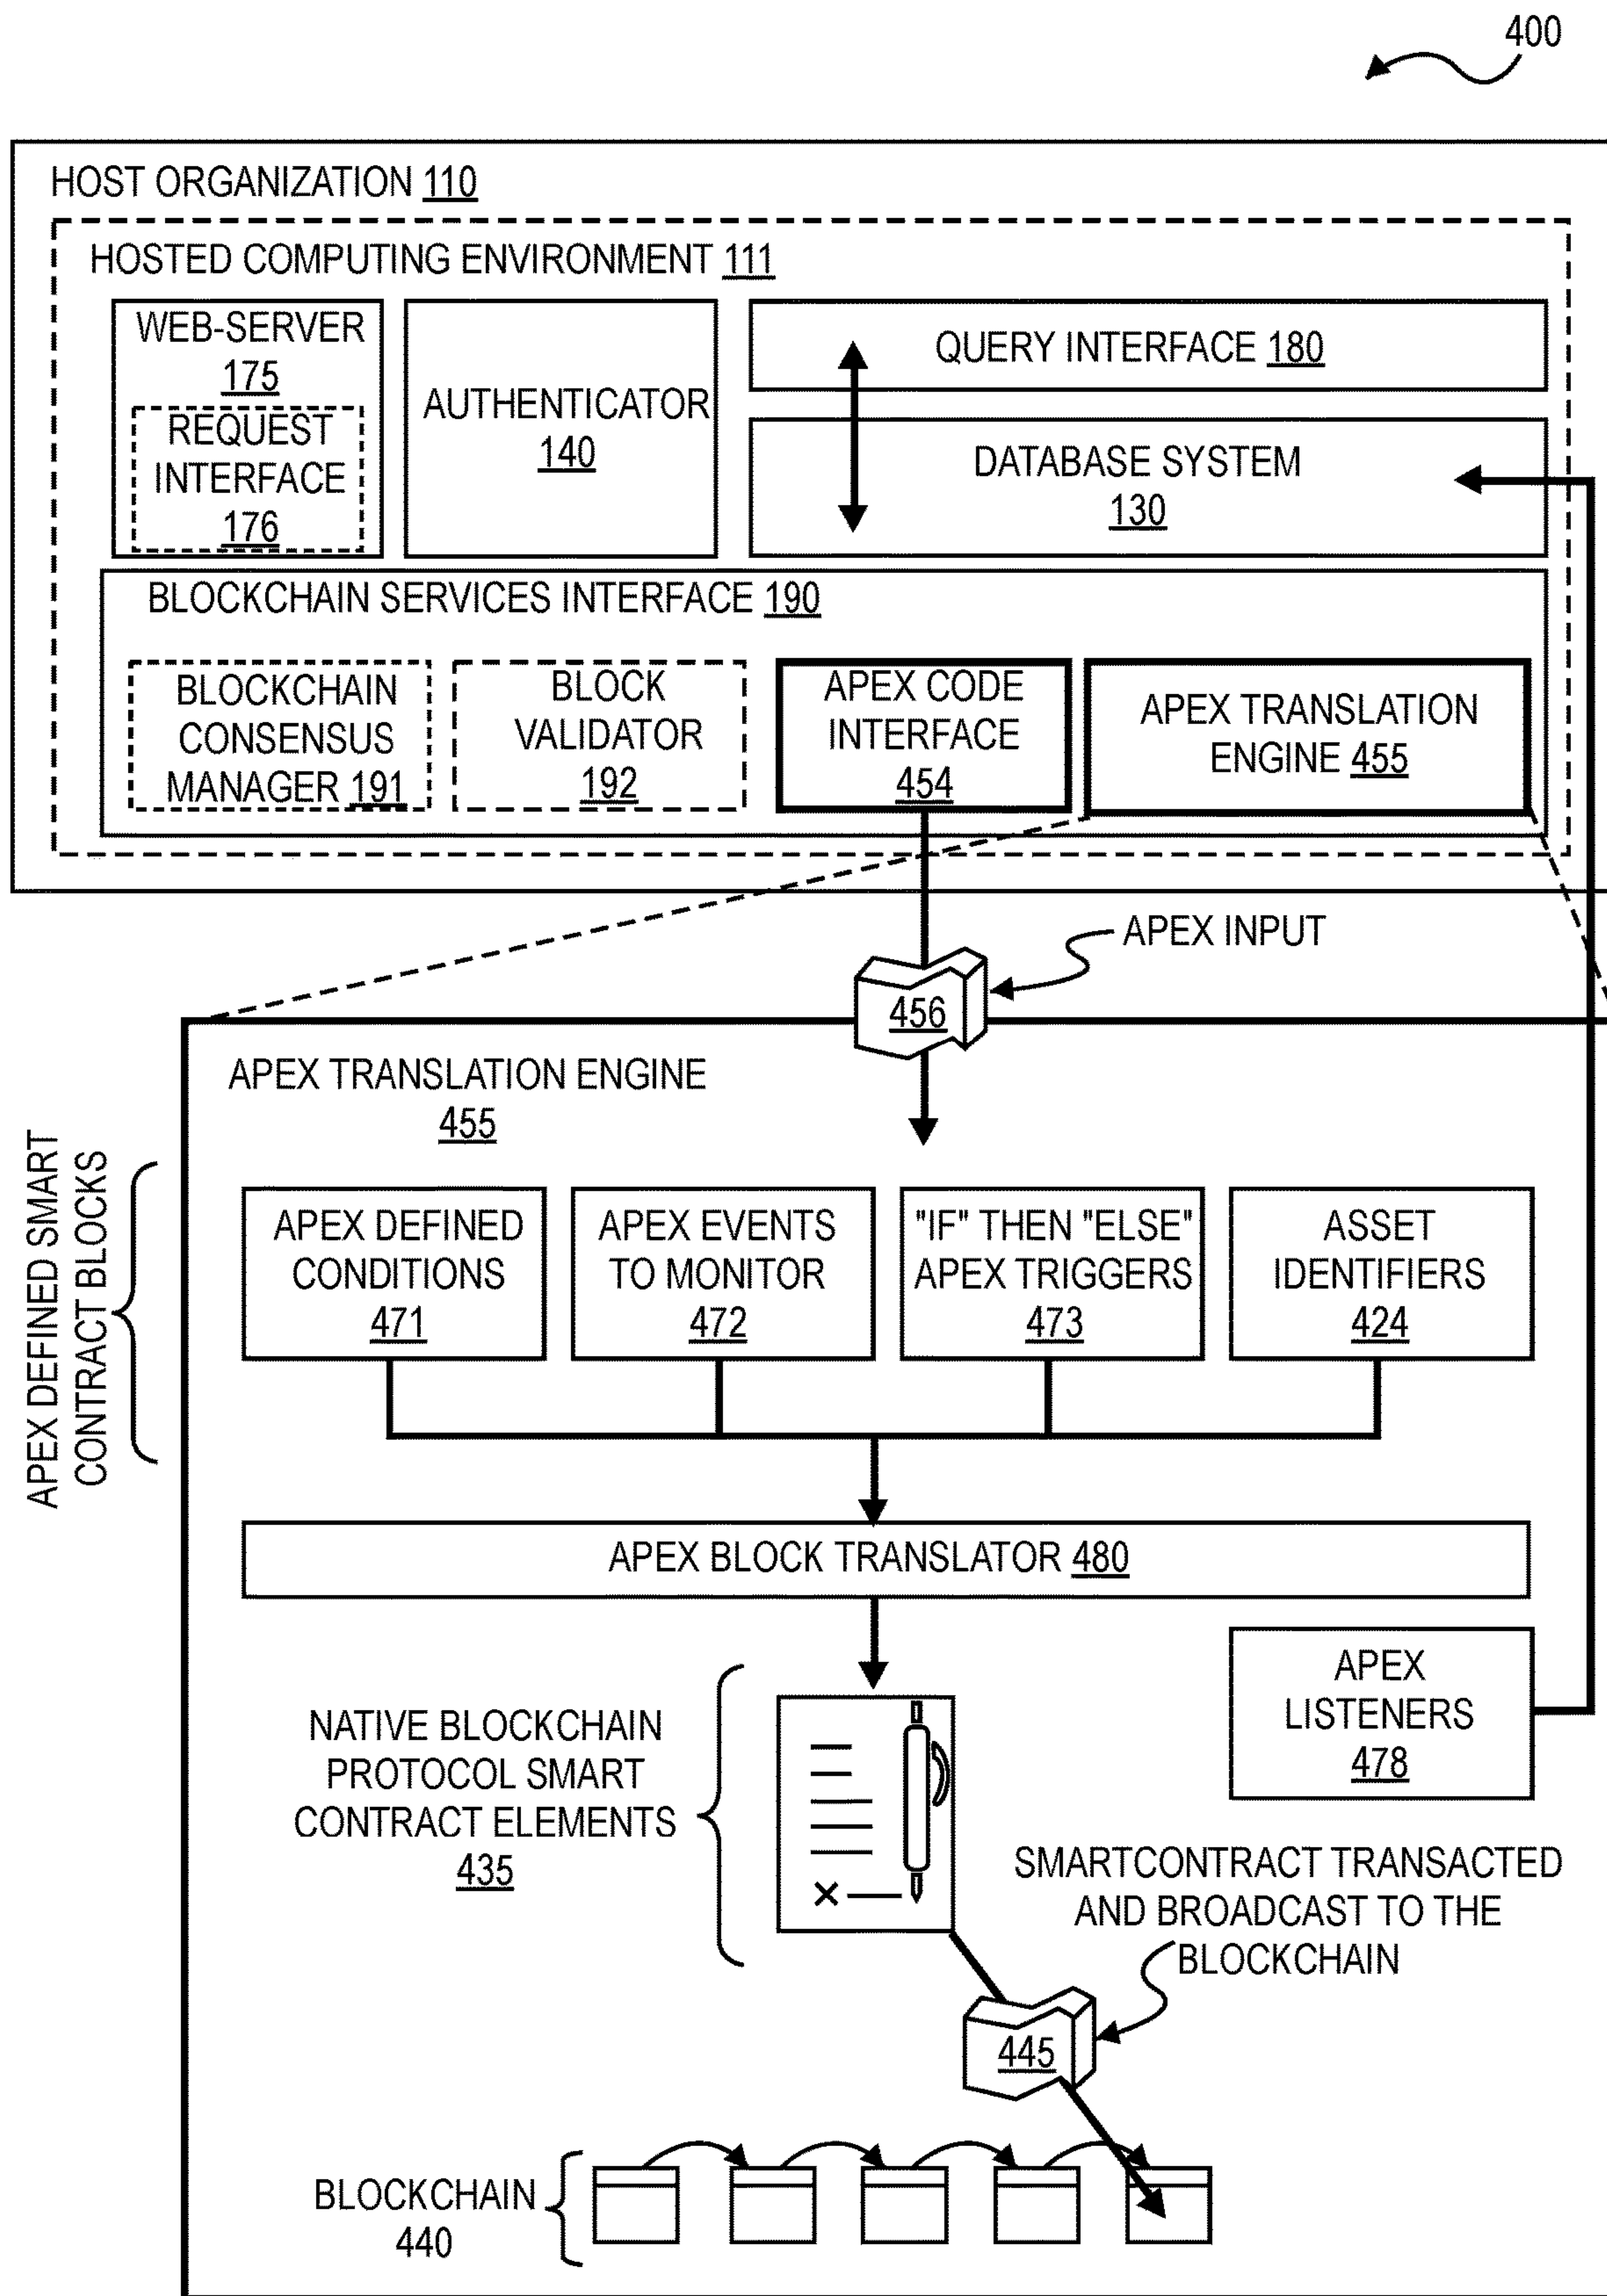 400
HOST ORGANIZATION 110
HOSTED COMPUTING ENVIRONMENT 111
WEB-SERVER
175
REQUEST
INTERFACE
176
AUTHENTICATOR
140
QUERY INTERFACE 180
DATABASE SYSTEM
130
BLOCKCHAIN SERVICES INTERFACE 190
BLOCKCHAIN
CONSENSUS
MANAGER 191
BLOCK
VALIDATOR
192
APEX CODE
INTERFACE
454
APEX TRANSLATION
ENGINE 455
APEX INPUT
456
APEX TRANSLATION ENGINE
455
APEX DEFINED SMART
CONTRACT BLOCKS
APEX DEFINED
CONDITIONS
471
APEX EVENTS
TO MONITOR
472
"IF" THEN "ELSE"
APEX TRIGGERS
473
ASSET
IDENTIFIERS
424
APEX BLOCK TRANSLATOR 480
APEX
LISTENERS
478
NATIVE BLOCKCHAIN
PROTOCOL SMART
CONTRACT ELEMENTS
435
SMARTCONTRACT TRANSACTED
AND BROADCAST TO THE
BLOCKCHAIN
445
BLOCKCHAIN
440